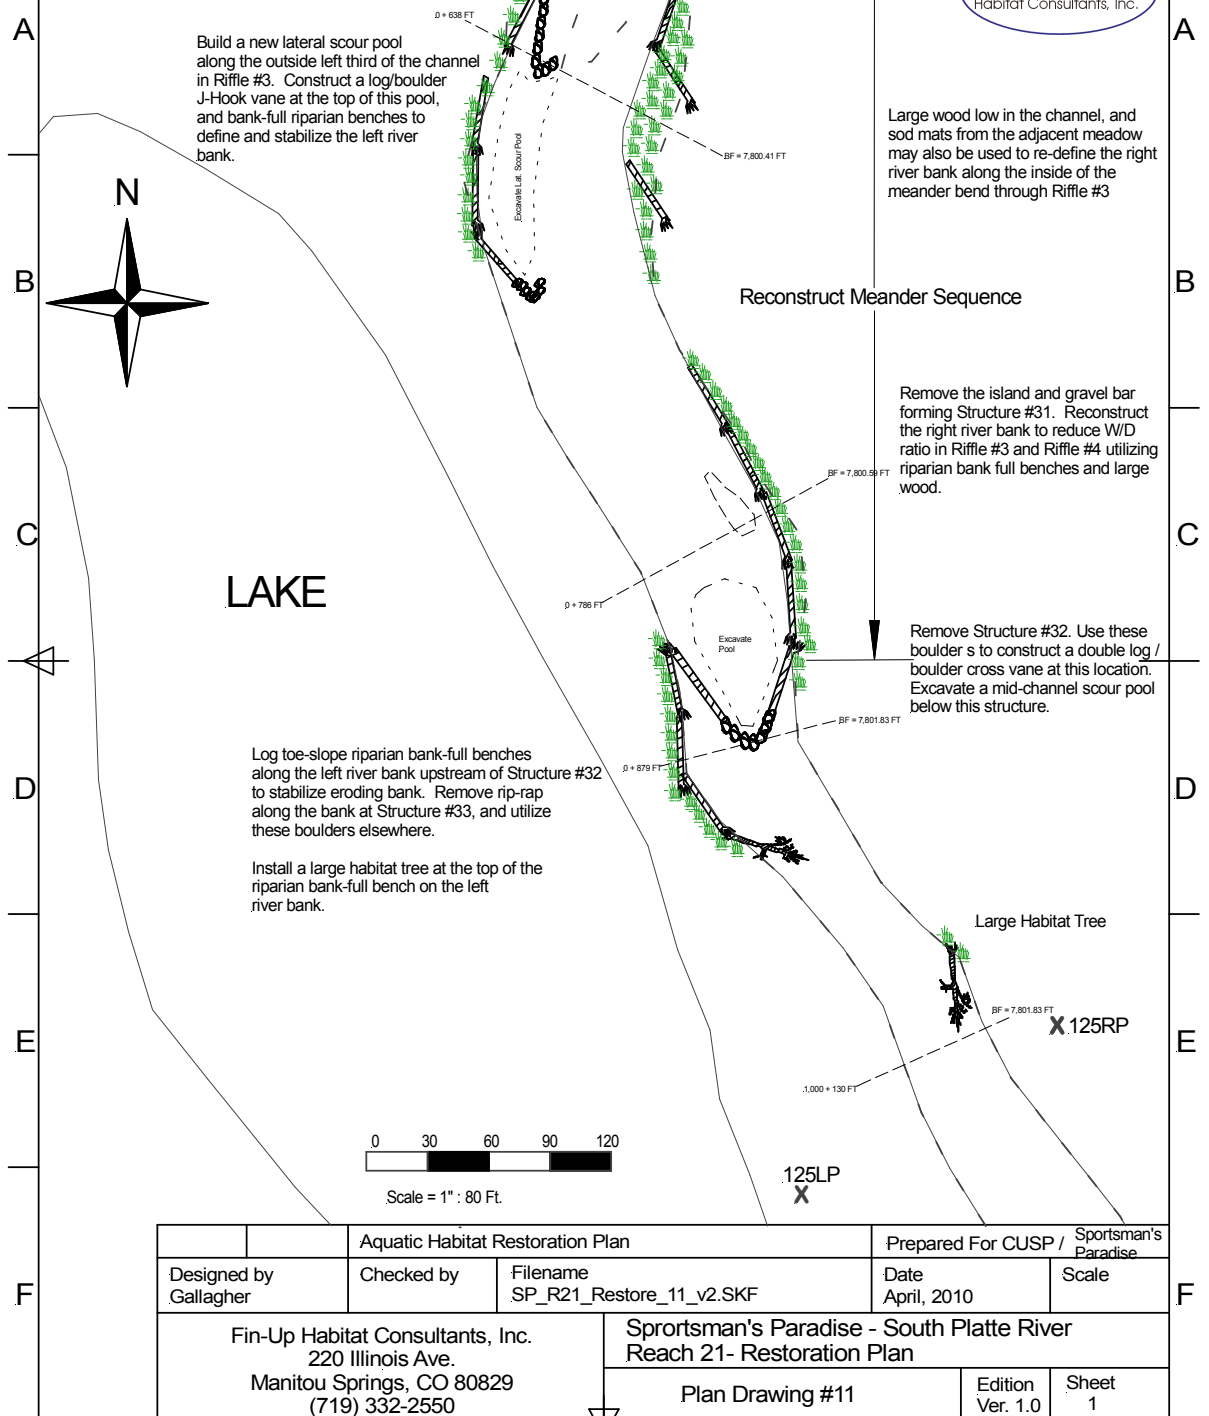 Habitat Consultants, Inc.
A
A
0 + 638 FT
Build a new lateral scour pool
along the outside left third of the channel
in Riffle #3.  Construct a log/boulder
J-Hook vane at the top of this pool,
and bank-full riparian benches to
define and stabilize the left river
bank.
Large wood low in the channel, and
sod mats from the adjacent meadow
may also be used to re-define the right
river bank along the inside of the
meander bend through Riffle #3
BF = 7,800.41 FT
Excavate Lat. Scour Pool
N
B
B
Reconstruct Meander Sequence
Remove the island and gravel bar
forming Structure #31.  Reconstruct
the right river bank to reduce W/D
ratio in Riffle #3 and Riffle #4 utilizing
riparian bank full benches and large
wood.
BF = 7,800.59 FT
C
C
LAKE
0 + 786 FT
Excavate
Pool
Remove Structure #32. Use these
boulder s to construct a double log /
boulder cross vane at this location.
Excavate a mid-channel scour pool
below this structure.
BF = 7,801.83 FT
0 + 879 FT
Log toe-slope riparian bank-full benches
along the left river bank upstream of Structure #32
to stabilize eroding bank.  Remove rip-rap
along the bank at Structure #33, and utilize
these boulders elsewhere.
D
D
Install a large habitat tree at the top of the
riparian bank-full bench on the left
river bank.
Large Habitat Tree
BF = 7,801.83 FT
X 125RP
E
E
1,000 + 130 FT
0 30 60 90 120
Scale = 1" : 80 Ft.
125LP
X
Aquatic Habitat Restoration Plan
Prepared For CUSP / Sportsman's
Paradise
Designed by
Gallagher
Checked by
Filename
SP_R21_Restore_11_v2.SKF
Date
April, 2010
Scale
F
F
Fin-Up Habitat Consultants, Inc.
220 Illinois Ave.
Manitou Springs, CO 80829
(719) 332-2550
Sprortsman's Paradise - South Platte River
Reach 21- Restoration Plan
Plan Drawing #11
Edition
Ver. 1.0
Sheet
1